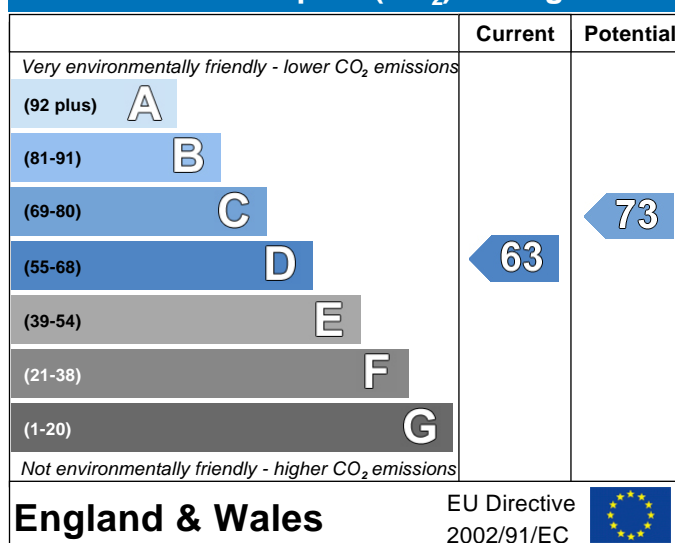 Current Potential
Very environmentally friendly - lower CO₂ emissions
(92 plus) A
(81-91) B
(69-80) C
73
(55-68) D
63
(39-54) E
(21-38) F
(1-20) G
Not environmentally friendly - higher CO₂ emissions
England & Wales
EU Directive
2002/91/EC